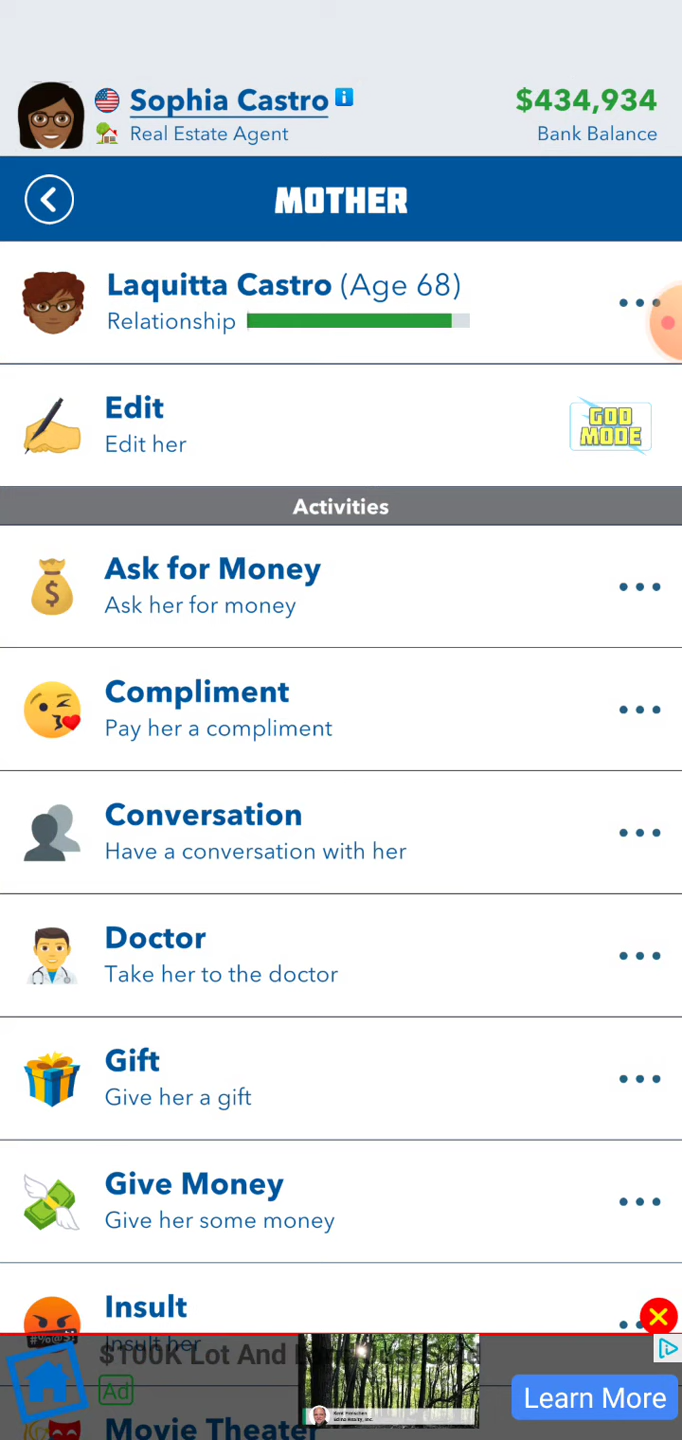 Sophia Castro
$434,934
Real Estate Agent
Bank Balance
MOTHER
Laquitta Castro (Age 68)
Relationship
Edit
Edit her
GOD MODE
Activities
Ask for Money
Ask her for money
$
Compliment
Pay her a compliment
Conversation
Have a conversation with her
Doctor
Take her to the doctor
Gift
Give her a gift
Give Money
Give her some money
Insult
Insult her
$100K Lot And
Ad
Learn More
Movie Theater